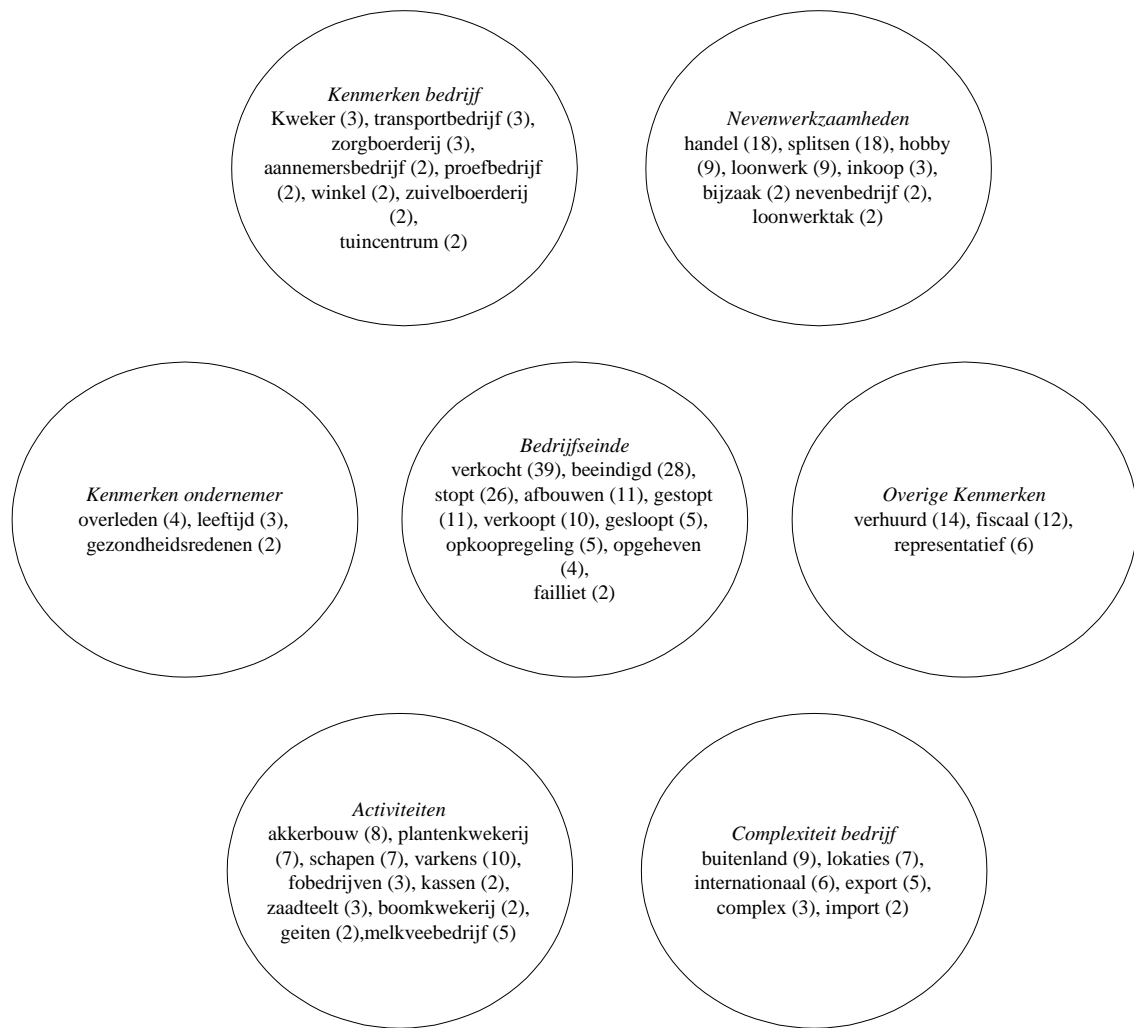 Kenmerken bedrijf
Kweker (3), transportbedrijf (3),
zorgboerderij (3),
aannemersbedrijf (2), proefbedrijf
(2), winkel (2), zuivelboerderij
(2),
tuincentrum (2)
Nevenwerkzaamheden
handel (18), splitsen (18), hobby
(9), loonwerk (9), inkoop (3),
bijzaak (2) nevenbedrijf (2),
loonwerktak (2)
Kenmerken ondernemer
overleden (4), leeftijd (3),
gezondheidsredenen (2)
Bedrijfseinde
verkocht (39), beeindigd (28),
stopt (26), afbouwen (11), gestopt
(11), verkoopt (10), gesloopt (5),
opkoopregeling (5), opgeheven
(4),
failliet (2)
Overige Kenmerken
verhuurd (14), fiscaal (12),
representatief (6)
Activiteiten
akkerbouw (8), plantenkwekerij
(7), schapen (7), varkens (10),
fobedrijven (3), kassen (2),
zaadteelt (3), boomkwekerij (2),
geiten (2),melkveebedrijf (5)
Complexiteit bedrijf
buitenland (9), lokaties (7),
internationaal (6), export (5),
complex (3), import (2)